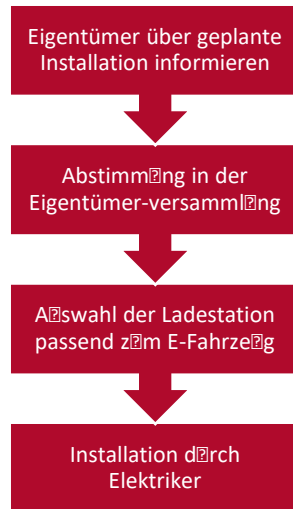 Eigentümer über geplante
Installation informieren
Abstimm⍰ng in der
Eigentümer-versamml⍰ng
A⍰swahl der Ladestation
passend z⍰m E-Fahrze⍰g
Installation d⍰rch
Elektriker